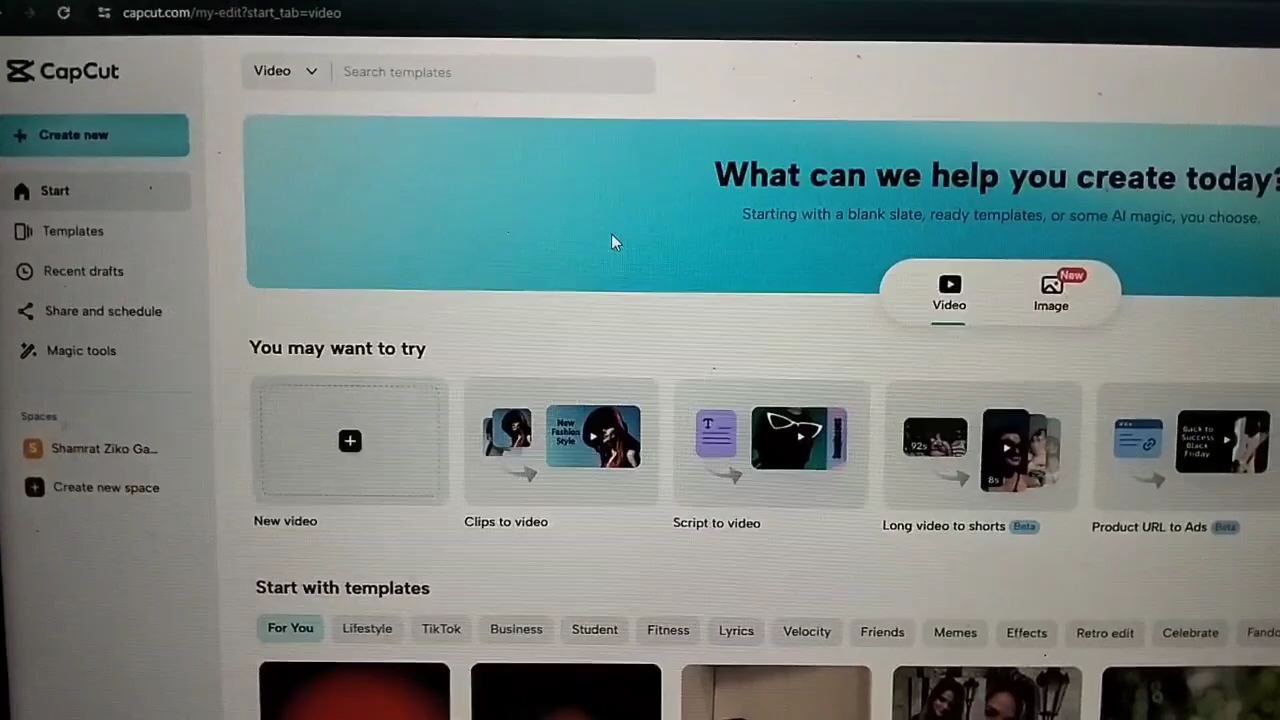 capcut.com/my-edit?start_tab=video
CapCut
Video
Search templates
Create new
What can we help you create today?
Starting with a blank slate, ready templates, or some AI magic, you choose.
Start
Templates
Recent drafts
Share and schedule
Magic tools
Video
Image
New
You may want to try
Spaces
S
Shamrat Ziko Ga...
Create new space
New
Fashion
Style
T
92s
8s
Back to
Success
Black
Friday
New video
Clips to video
Script to video
Long video to shorts Beta
Product URL to Ads Beta
Start with templates
For You Lifestyle TikTok Business Student Fitness Lyrics Velocity Friends Memes Effects Retro edit Celebrate